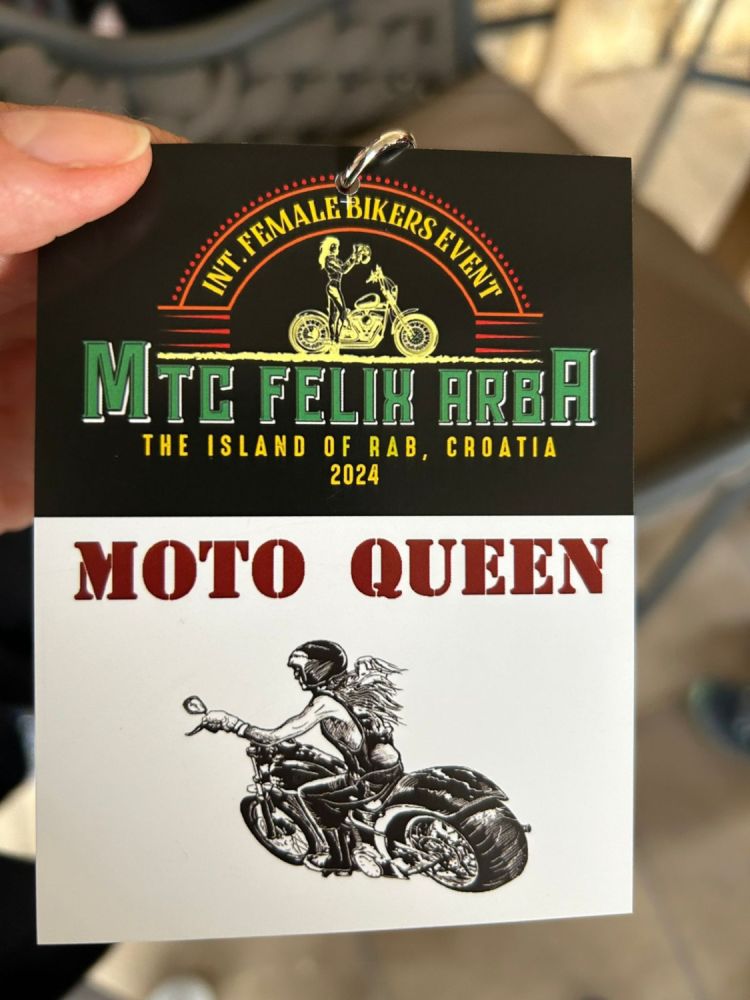 INT. FEMALE BIKERS EVENT
MTC FELIX ARBA
THE ISLAND OF RAB, CROATIA
2024
MOTO QUEEN